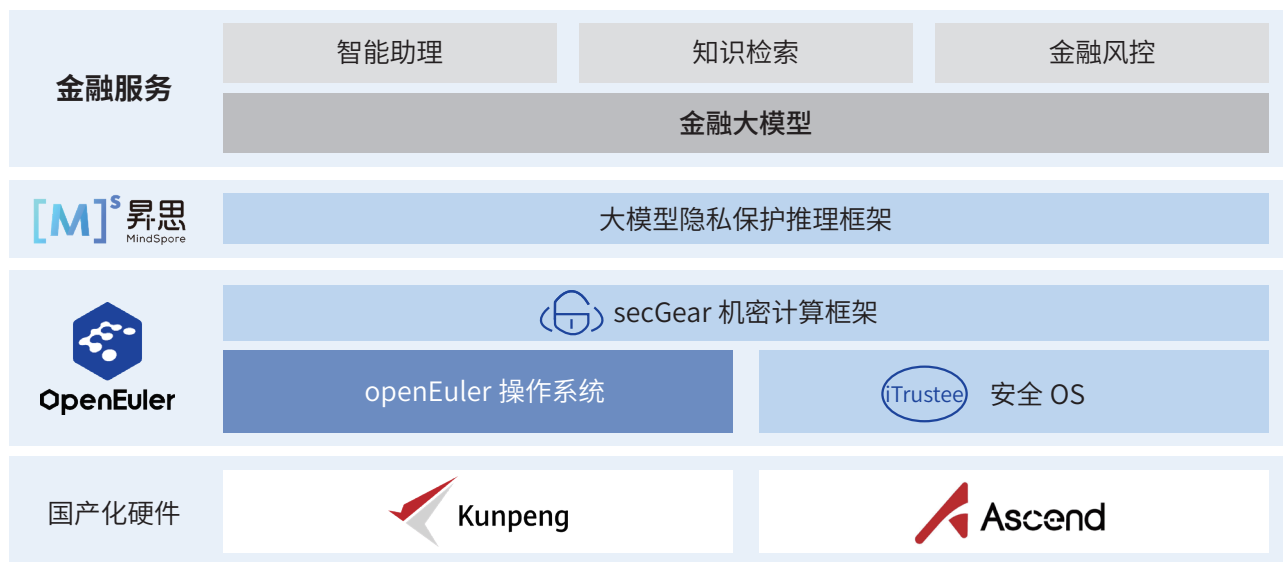 金融服务
智能助理
知识检索
金融风控
金融大模型
[M]s 昇思
MindSpore
大模型隐私保护推理框架
OpenEuler
secGear 机密计算框架
openEuler 操作系统
iTrustee 安全 OS
国产化硬件
Kunpeng
Ascend